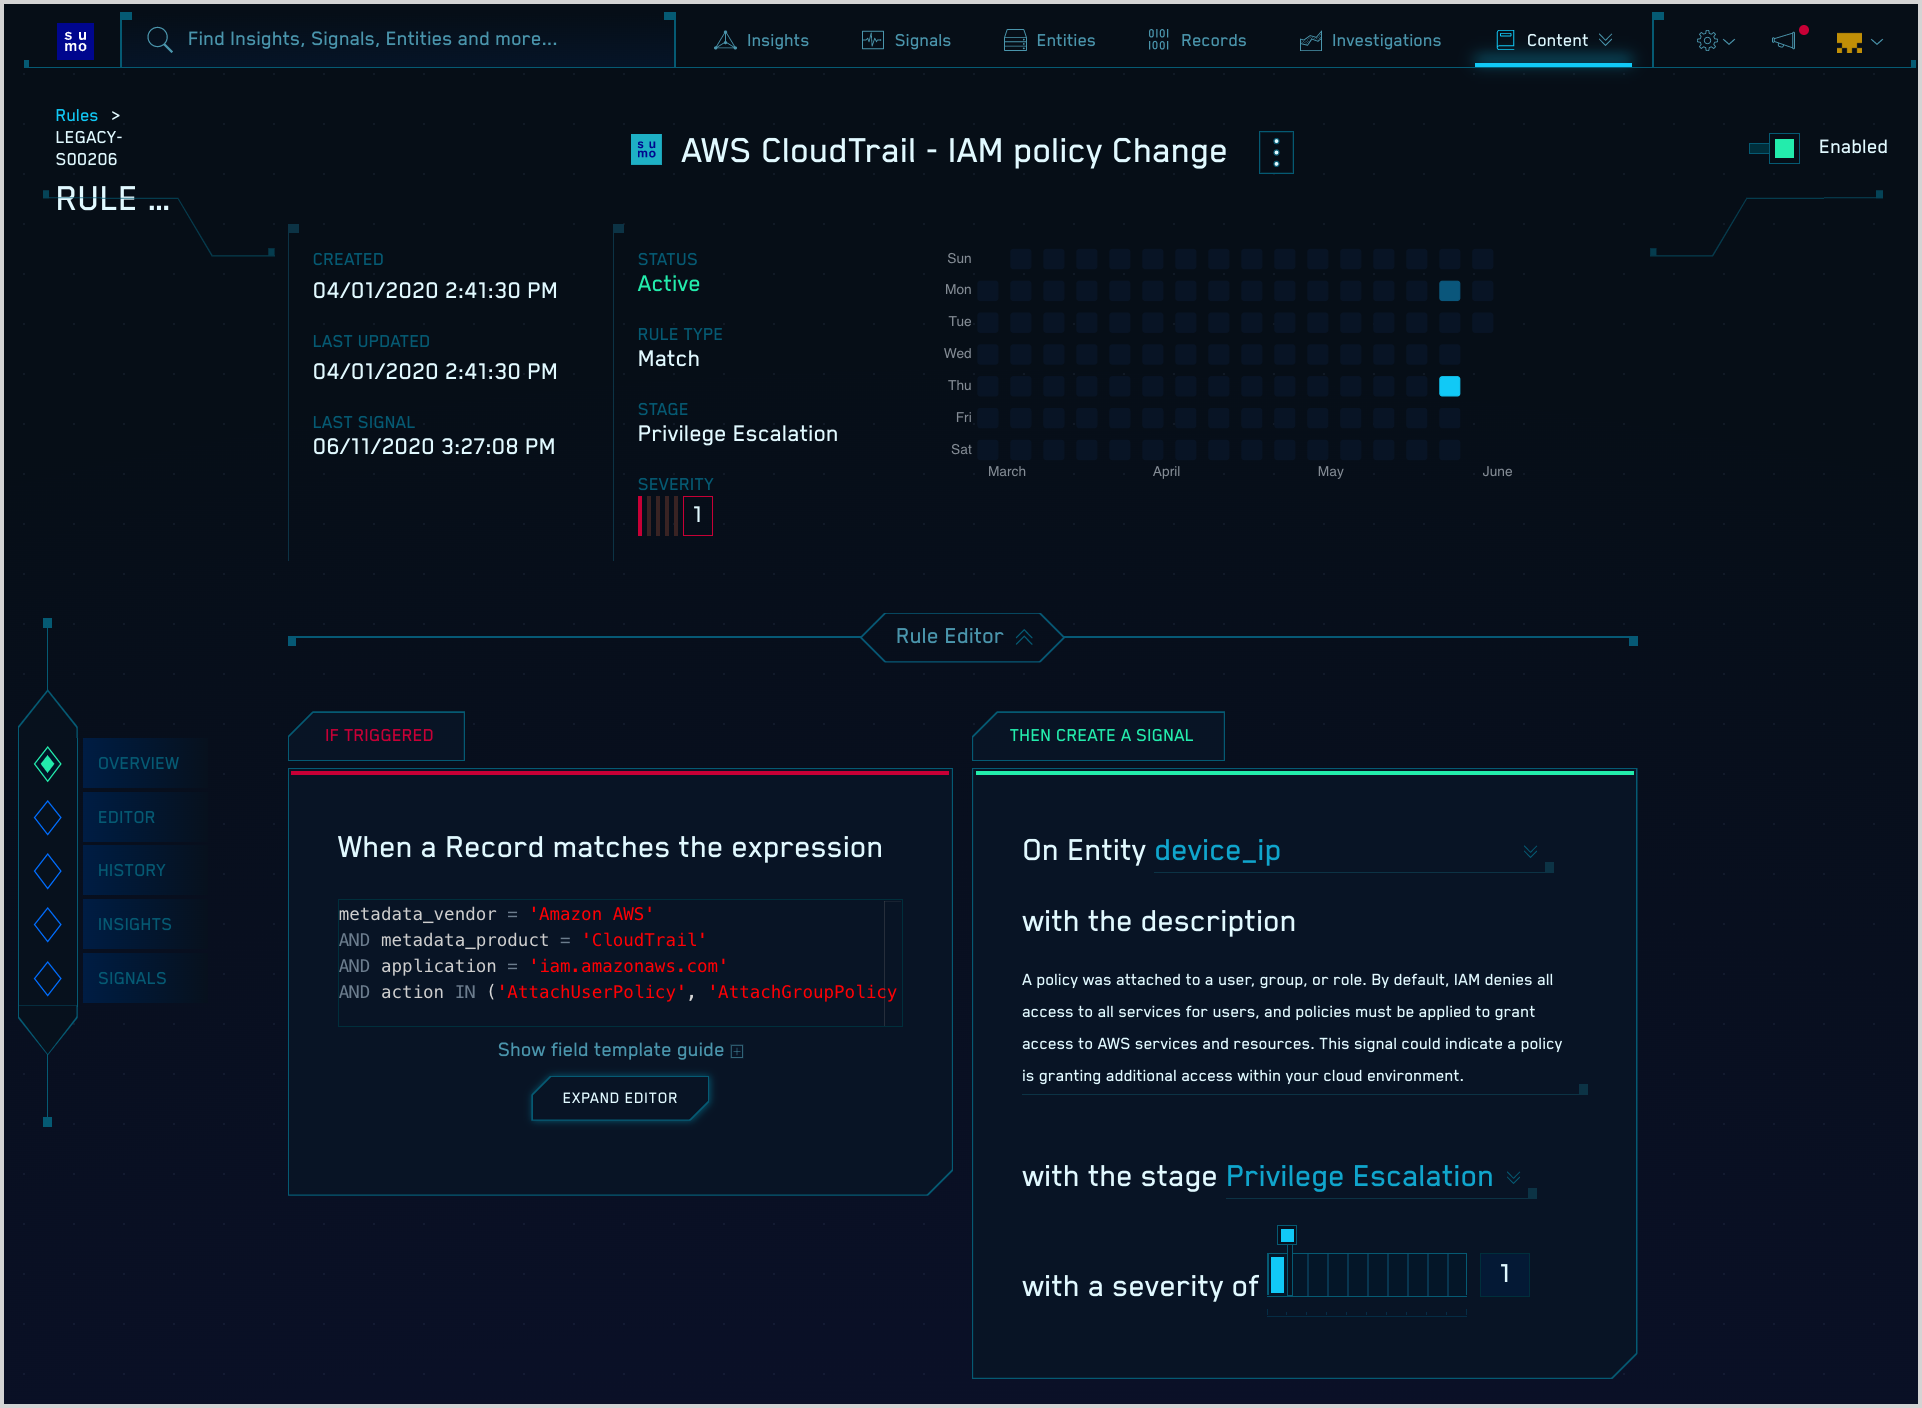 su
mo
Find Insights, Signals, Entities and more...
Insights
Signals
Entities
0101
1001
Records
Investigations
Content
Rules >
LEGACY-
S00206
RULE ...
su
mo
AWS CloudTrail - IAM policy Change
Enabled
CREATED
04/01/2020 2:41:30 PM
LAST UPDATED
04/01/2020 2:41:30 PM
LAST SIGNAL
06/11/2020 3:27:08 PM
STATUS
Active
RULE TYPE
Match
STAGE
Privilege Escalation
SEVERITY
1
Sun
Mon
Tue
Wed
Thu
Fri
Sat
March April May June
Rule Editor
OVERVIEW
EDITOR
HISTORY
INSIGHTS
SIGNALS
IF TRIGGERED
When a Record matches the expression
metadata_vendor = 'Amazon AWS'
AND metadata_product = 'CloudTrail'
AND application = 'iam.amazonaws.com'
AND action IN ('AttachUserPolicy', 'AttachGroupPolicy
Show field template guide
EXPAND EDITOR
THEN CREATE A SIGNAL
On Entity device_ip
with the description
A policy was attached to a user, group, or role. By default, IAM denies all
access to all services for users, and policies must be applied to grant
access to AWS services and resources. This signal could indicate a policy
is granting additional access within your cloud environment.
with the stage Privilege Escalation
with a severity of 1